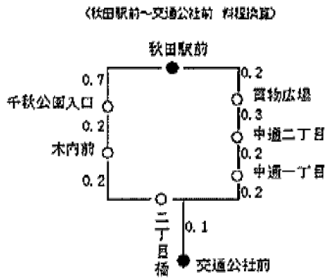 〈秋田駅前〜交通公社前 料程換算〉
秋田駅前
0.7
0.2
千秋公園入口
買物広場
0.3
0.2
中通二丁目
木内前
0.2
中通一丁目
0.2
0.2
二丁目橋
0.1
交通公社前